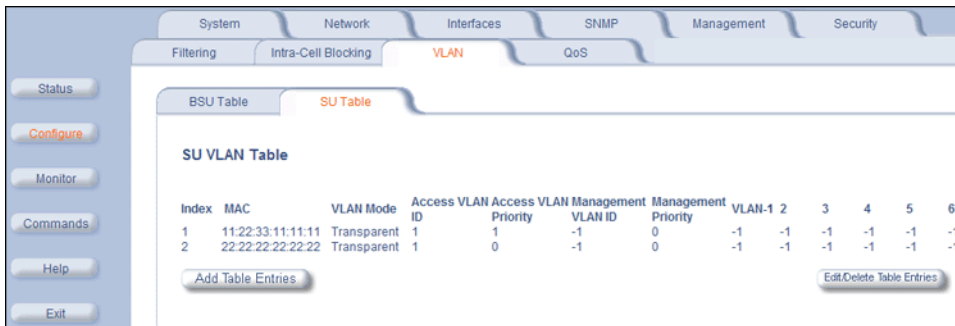 System Network Interfaces SNMP Management Security
Filtering Intra-Cell Blocking VLAN QoS
Status
BSU Table SU Table
Configure
SU VLAN Table
Monitor
Index MAC VLAN Mode Access VLAN ID Access VLAN Priority Management VLAN ID Management Priority VLAN-1 2 3 4 5 6
Commands
1 11:22:33:11:11:11 Transparent 1 1 -1 0 -1 -1 -1 -1 -1
2 22:22:22:22:22:22 Transparent 1 0 -1 0 -1 -1 -1 -1 -1
Help
Add Table Entries Edit/Delete Table Entries
Exit